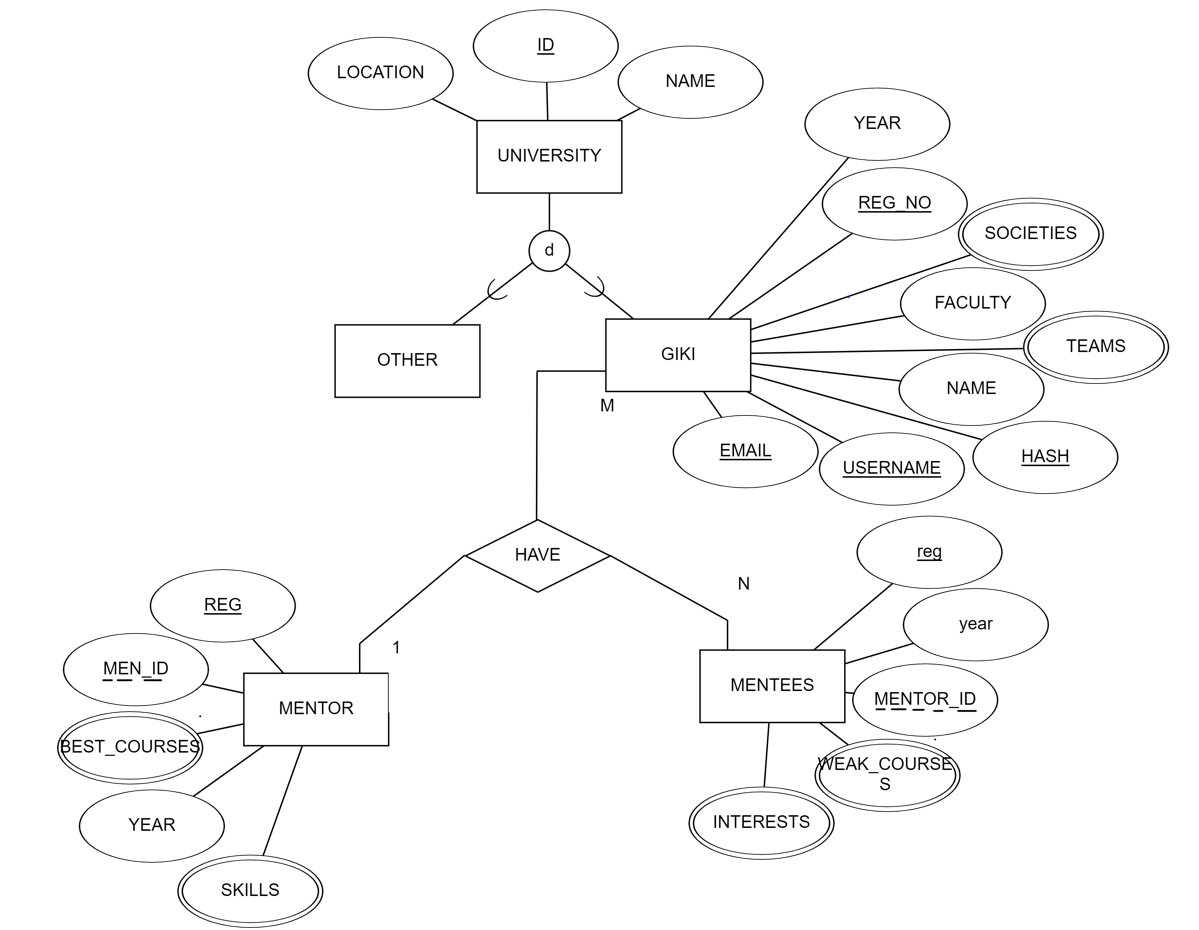 ID
LOCATION
NAME
YEAR
UNIVERSITY
REG_NO
SOCIETIES
d
FACULTY
TEAMS
GIKI
OTHER
NAME
M
EMAIL
USERNAME
HASH
HAVE
reg
N
REG
year
1
MEN_ID
MENTEES
MENTOR_ID
MENTOR
BEST_COURSES
WEAK_COURSE
S
YEAR
INTERESTS
SKILLS